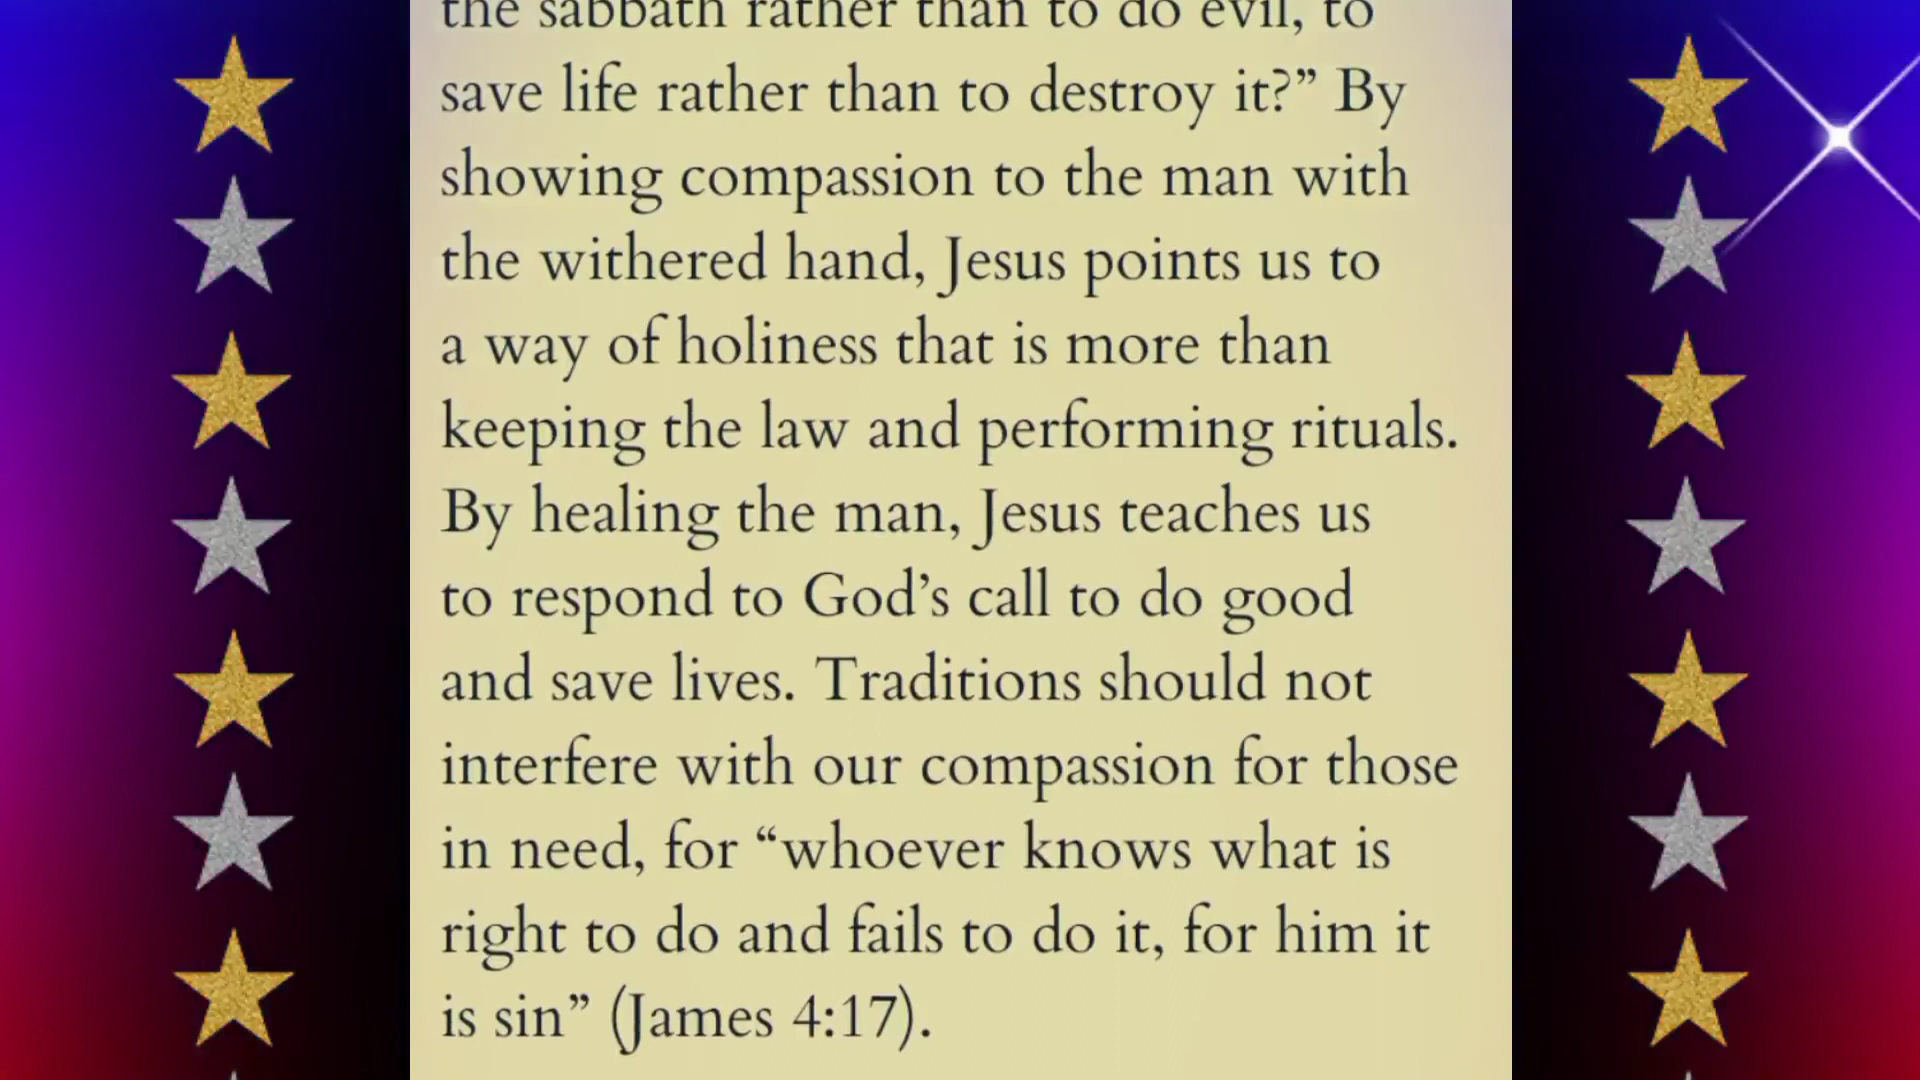 the sabbath rather than to do evil, to
save life rather than to destroy it?” By
showing compassion to the man with
the withered hand, Jesus points us to
a way of holiness that is more than
keeping the law and performing rituals.
By healing the man, Jesus teaches us
to respond to God’s call to do good
and save lives. Traditions should not
interfere with our compassion for those
in need, for “whoever knows what is
right to do and fails to do it, for him it
is sin” (James 4:17).